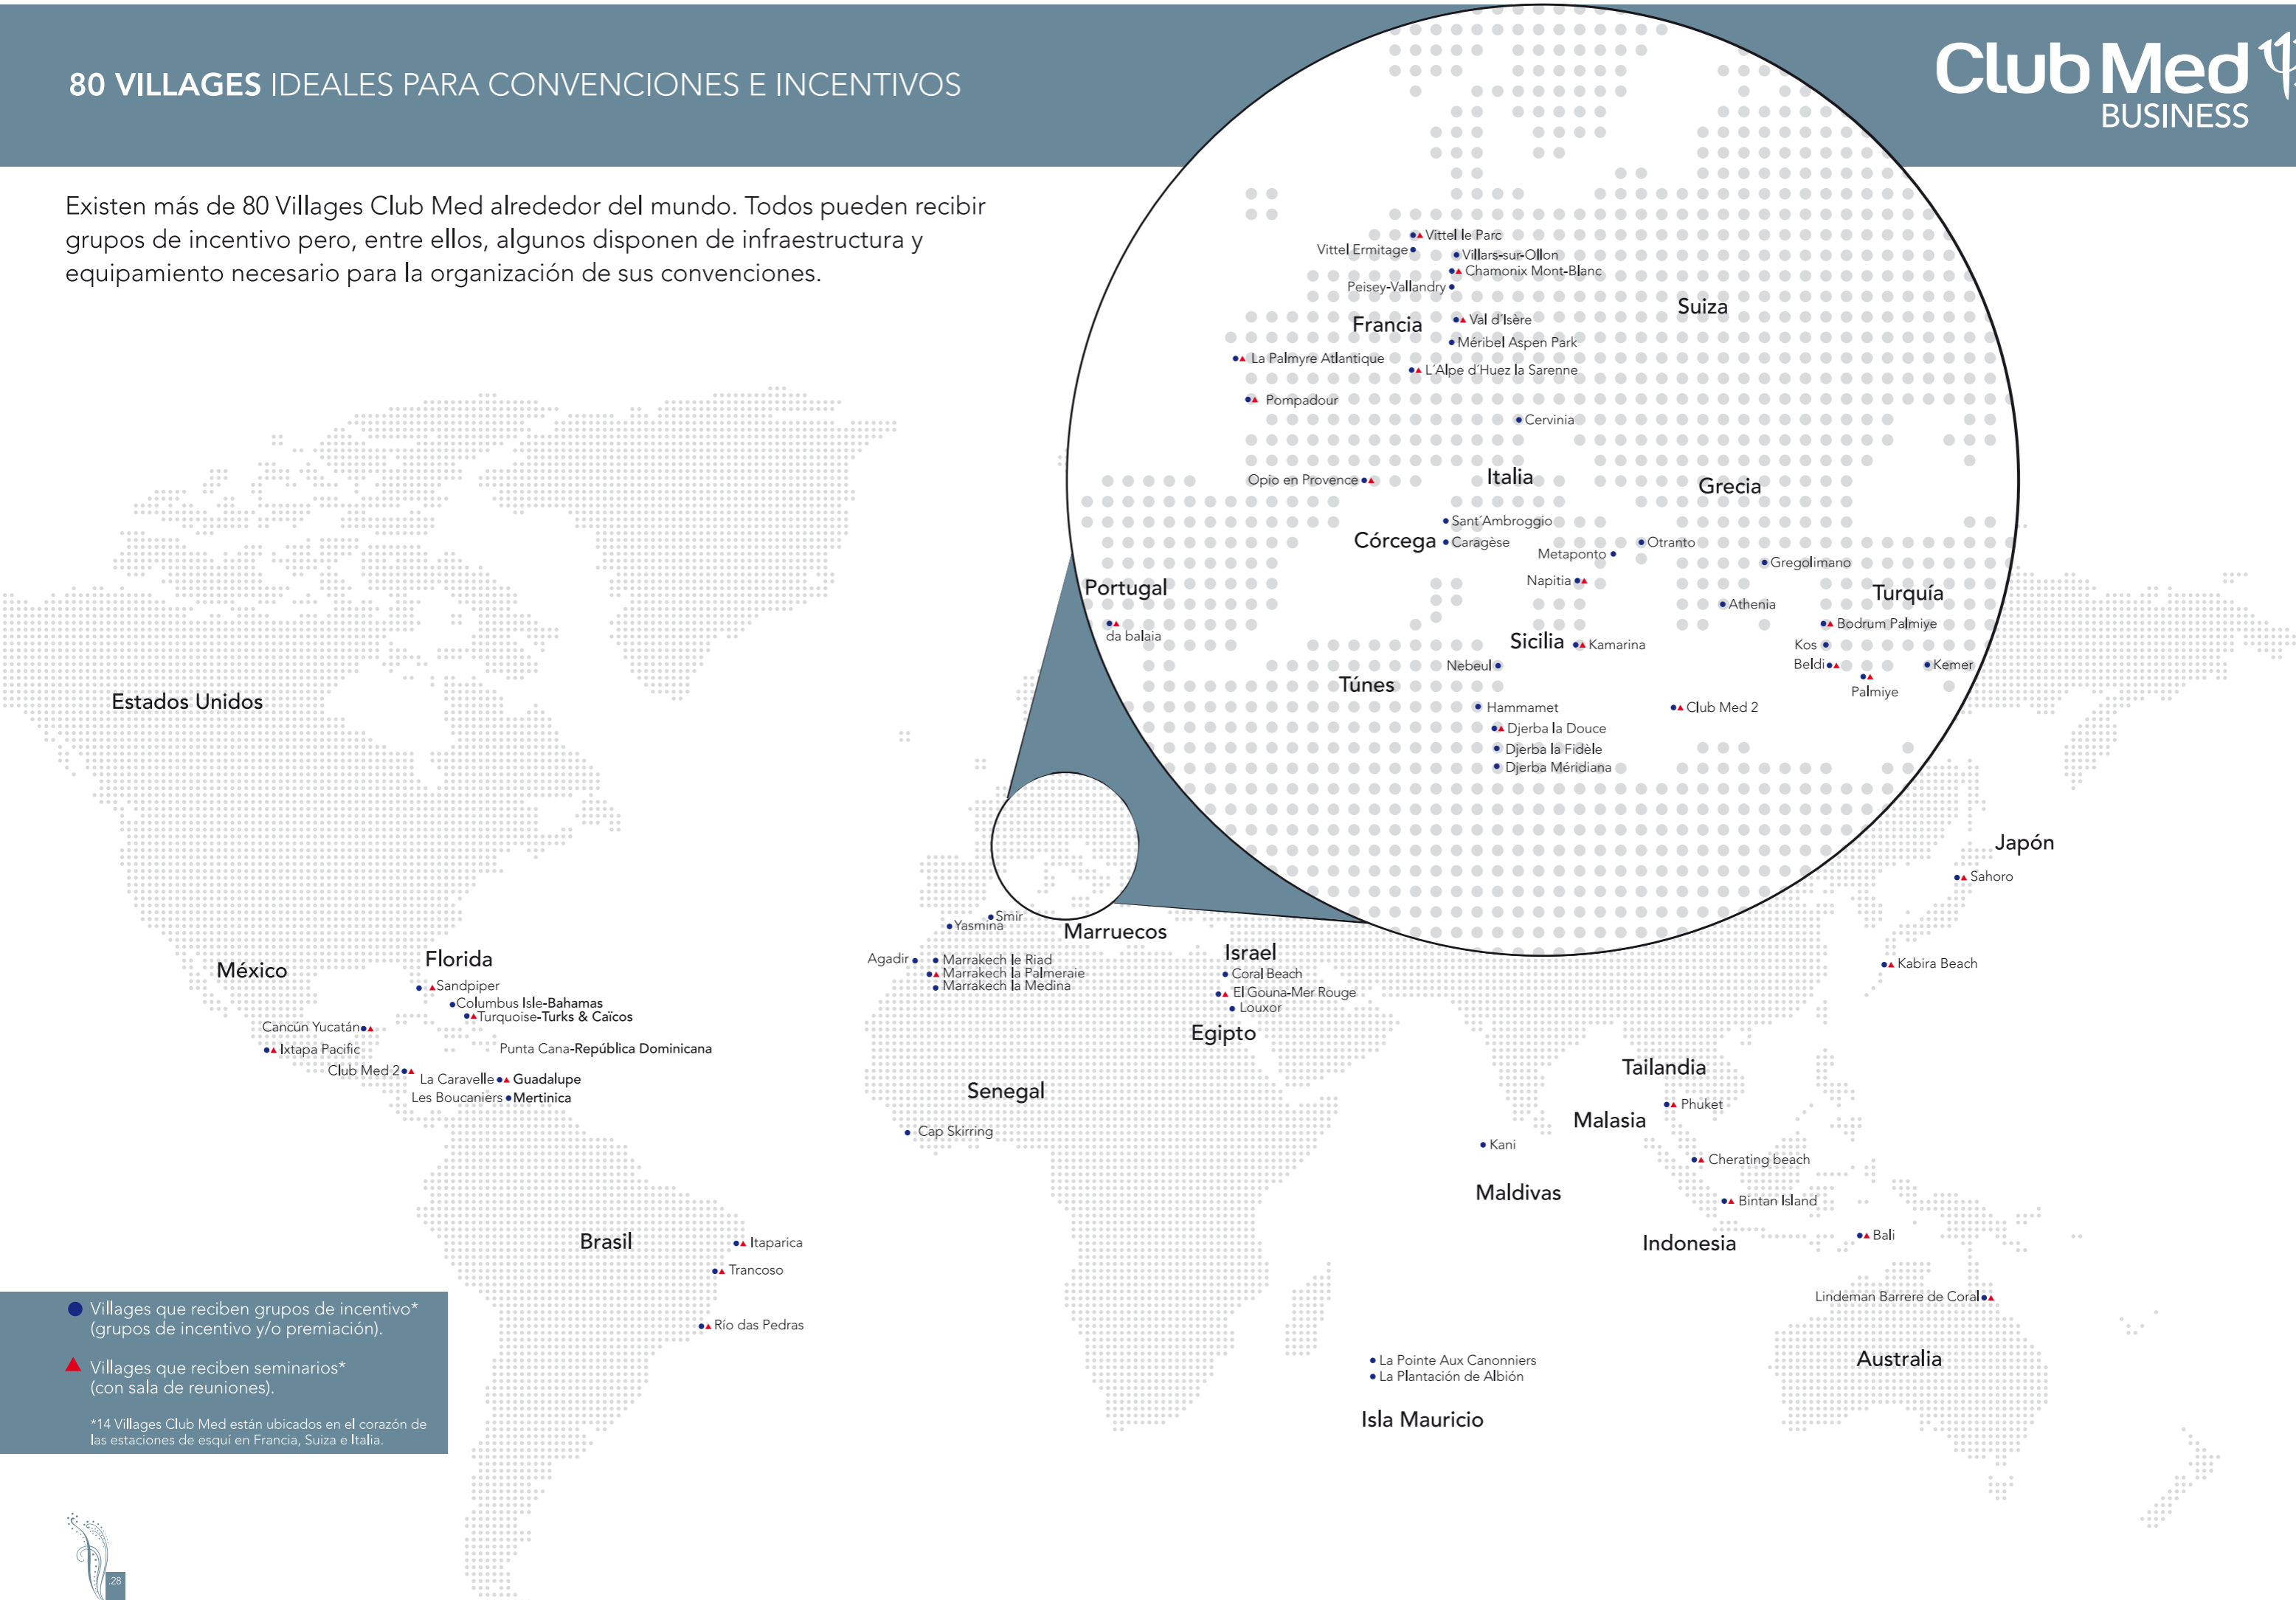 80 VILLAGES IDEALES PARA CONVENCIONES E INCENTIVOS
Club Med
BUSINESS
Existen más de 80 Villages Club Med alrededor del mundo. Todos pueden recibir
grupos de incentivo pero, entre ellos, algunos disponen de infraestructura y
equipamiento necesario para la organización de sus convenciones.
Vittel le Parc
Vittel Ermitage
Villars-sur-Ollon
Chamonix Mont-Blanc
Peisey-Vallandry
Suiza
Francia
Val d´Isère
Méribel Aspen Park
La Palmyre Atlantique
L´Alpe d´Huez la Sarenne
Pompadour
Cervinia
Opio en Provence
Italia
Grecia
Sant´Ambroggio
Córcega
Caragèse
Otranto
Metaponto
Gregolimano
Napitia
Portugal
Turquía
Athenia
da balaia
Bodrum Palmiye
Sicilia
Kamarina
Kos
Nebeul
Beldi
Kemer
Túnes
Palmiye
Hammamet
Club Med 2
Djerba la Douce
Djerba la Fidèle
Djerba Méridiana
Estados Unidos
Japón
Sahoro
Smir
Yasmina
Marruecos
Florida
México
Agadir
Marrakech le Riad
Marrakech la Palmeraie
Marrakech la Medina
Israel
Coral Beach
El Gouna-Mer Rouge
Louxor
Egipto
Kabira Beach
Sandpiper
Columbus Isle-Bahamas
Turquoise-Turks & Caïcos
Cancún Yucatán
Ixtapa Pacific
Punta Cana-República Dominicana
Club Med 2
La Caravelle
Guadalupe
Les Boucaniers
Mertinica
Senegal
Cap Skirring
Tailandia
Phuket
Malasia
Kani
Cherating beach
Maldivas
Bintan Island
Indonesia
Bali
Brasil
Itaparica
Trancoso
Río das Pedras
Lindeman Barrere de Coral
Australia
La Pointe Aux Canonniers
La Plantación de Albión
Isla Mauricio
Villages que reciben grupos de incentivo*
(grupos de incentivo y/o premiación).
Villages que reciben seminarios*
(con sala de reuniones).
*14 Villages Club Med están ubicados en el corazón de
las estaciones de esquí en Francia, Suiza e Italia.
.28